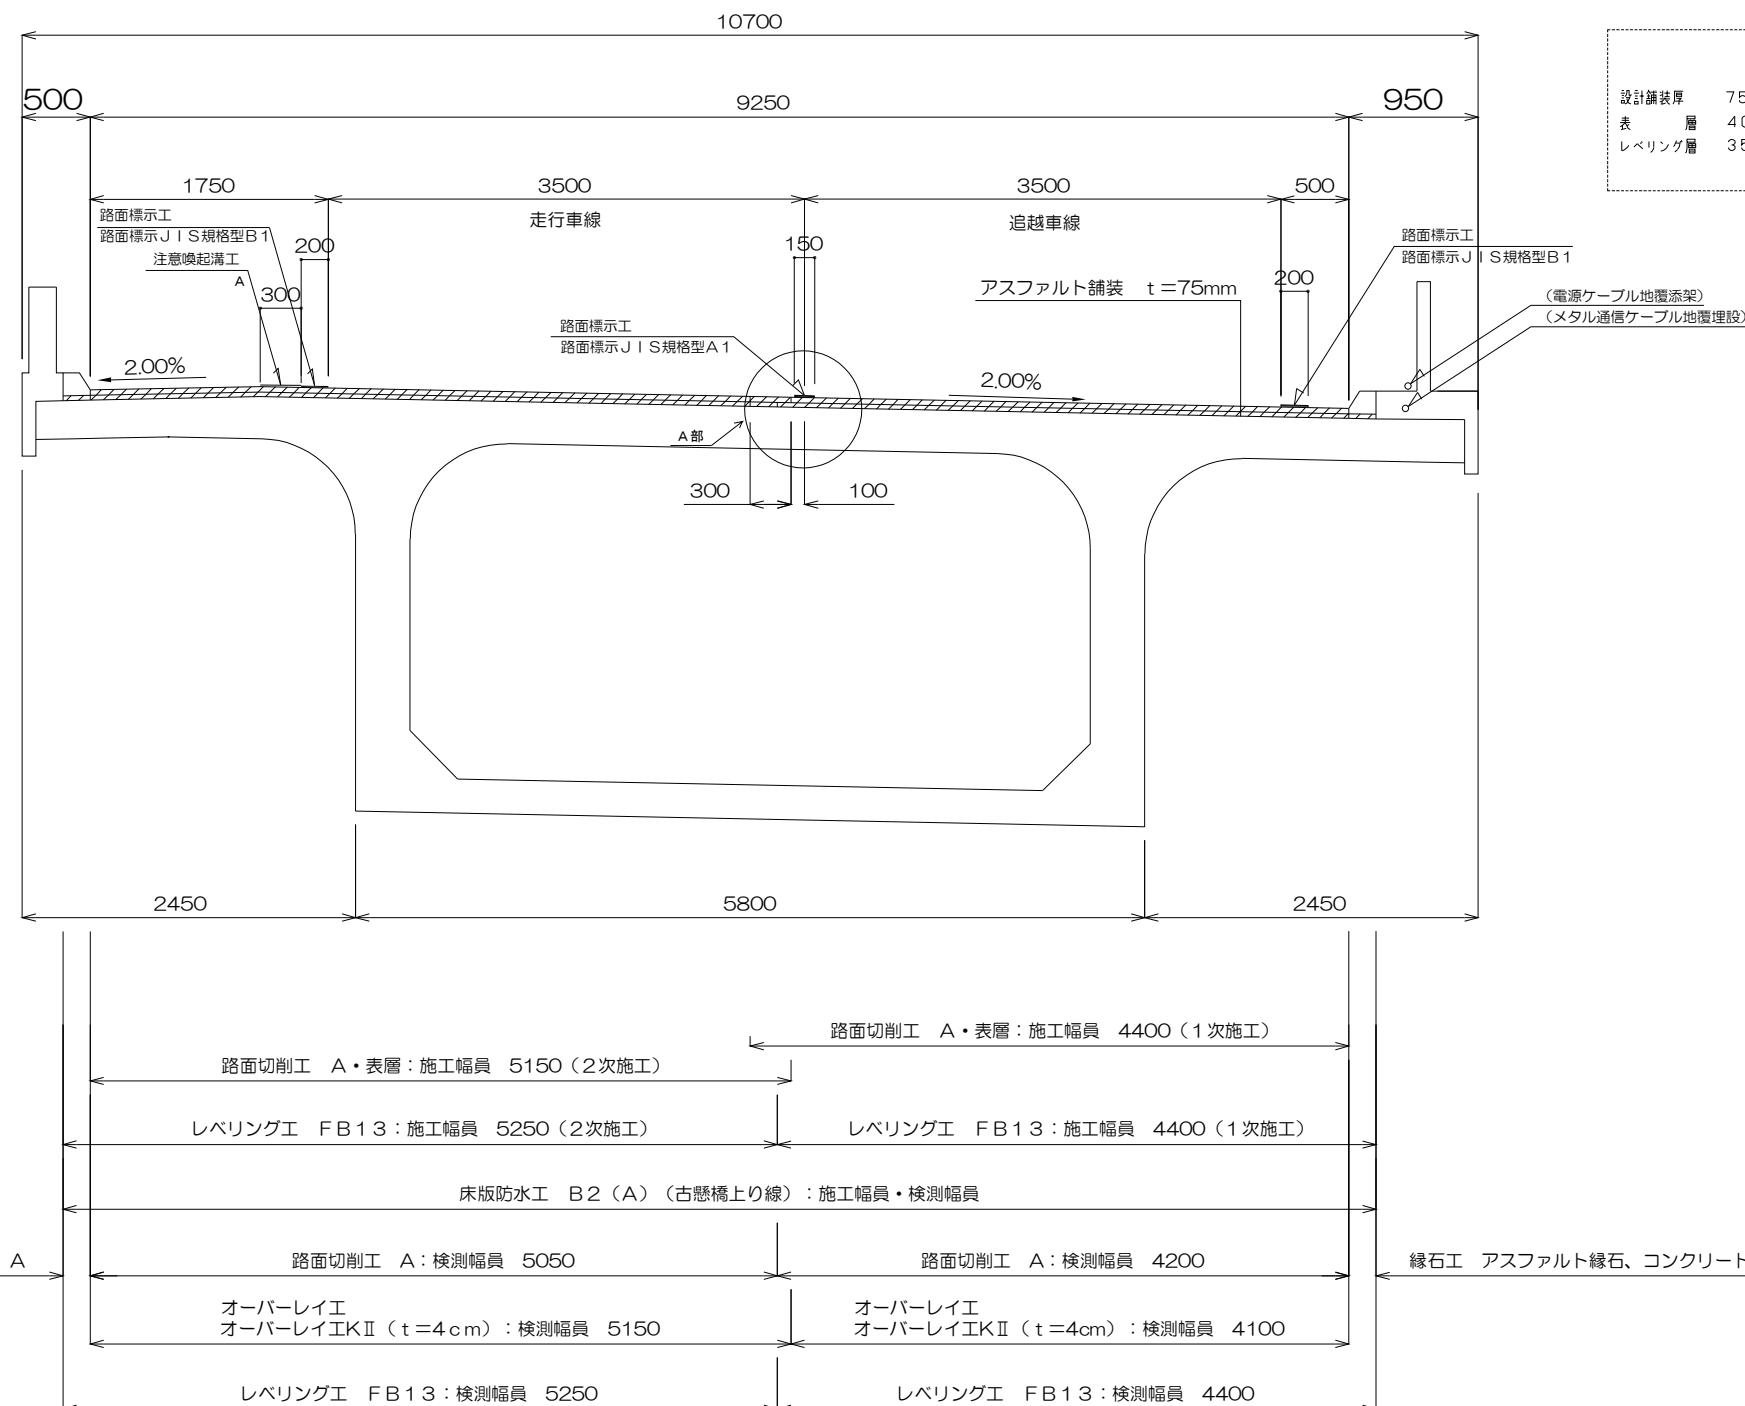 10700
500
9250
950
設計舗装厚 75
表 層 40
レベリング層 35
1750
3500
3500
500
走行車線
追越車線
路面標示工
路面標示JIS規格型B1
注意喚起溝工
A
200
300
150
路面標示工
路面標示JIS規格型A1
アスファルト舗装 t=75mm
200
路面標示工
路面標示JIS規格型B1
(電源ケーブル地覆添架)
(メタル通信ケーブル地覆埋設)
2.00%
2.00%
A部
300
100
2450
5800
2450
路面切削工 A・表層:施工幅員 4400(1次施工)
路面切削工 A・表層:施工幅員 5150(2次施工)
レベリング工 FB13:施工幅員 5250(2次施工)
レベリング工 FB13:施工幅員 4400(1次施工)
床版防水工 B2(A)(古懸橋上り線):施工幅員・検測幅員
A
路面切削工 A:検測幅員 5050
路面切削工 A:検測幅員 4200
縁石工 アスファルト縁石、コンクリート
オーバーレイ工
オーバーレイ工KⅡ(t=4cm):検測幅員 5150
オーバーレイ工
オーバーレイ工KⅡ(t=4cm):検測幅員 4100
レベリング工 FB13:検測幅員 5250
レベリング工 FB13:検測幅員 4400